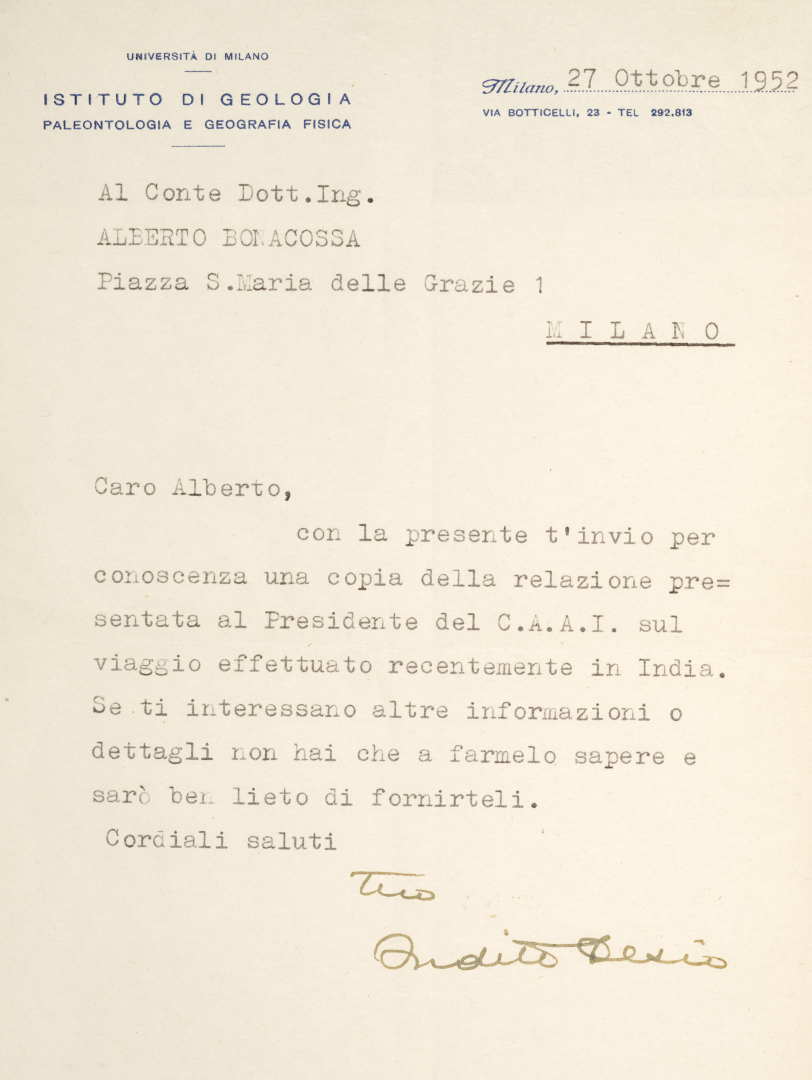 UNIVERSITÀ DI MILANO
ISTITUTO DI GEOLOGIA
PALEONTOLOGIA E GEOGRAFIA FISICA
Milano, 27 Ottobre 1952
VIA BOTTICELLI, 23 - TEL 292.813
Al Conte Dott.Ing.
ALBERTO BONACOSSA
Piazza S.Maria delle Grazie 1
MILANO
Caro Alberto,
con la presente t'invio per
conoscenza una copia della relazione pre=
sentata al Presidente del C.A.A.I. sul
viaggio effettuato recentemente in India.
Se ti interessano altre informazioni o
dettagli non hai che a farmelo sapere e
sarò ben lieto di fornirteli.
Cordiali saluti
tuo
Ardito Desio